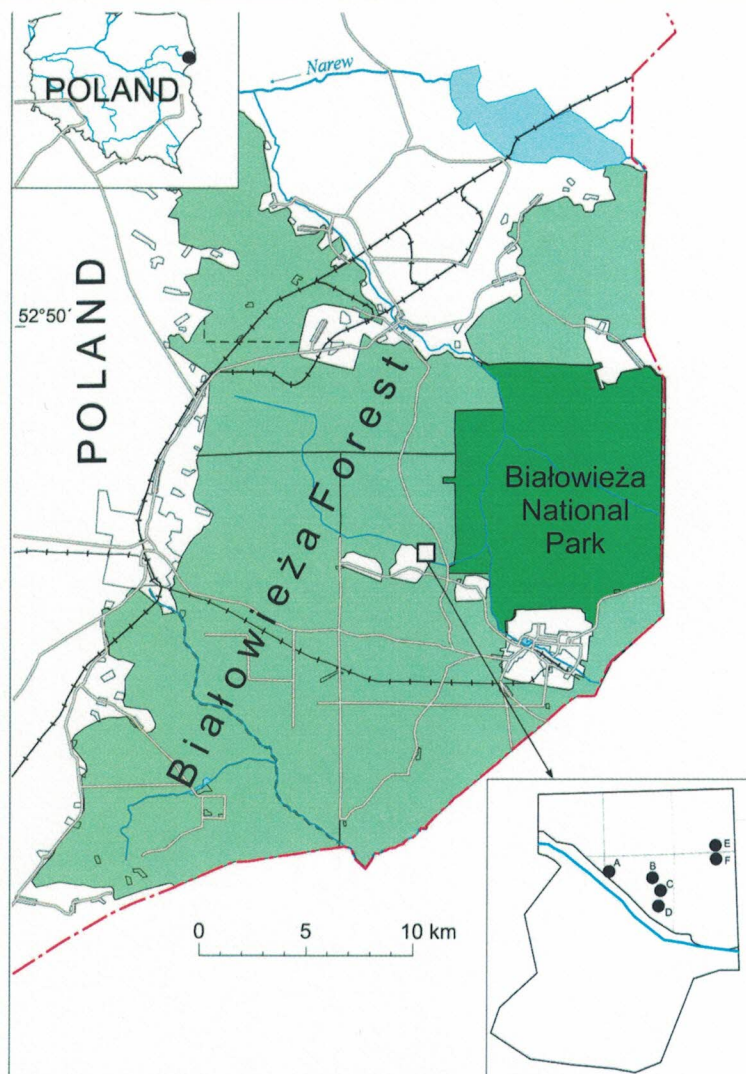 POLAND
Narew
POLAND
52°50´
Białowieża Forest
Białowieża
National
Park
0 5 10 km
A
B
C
D
E
F